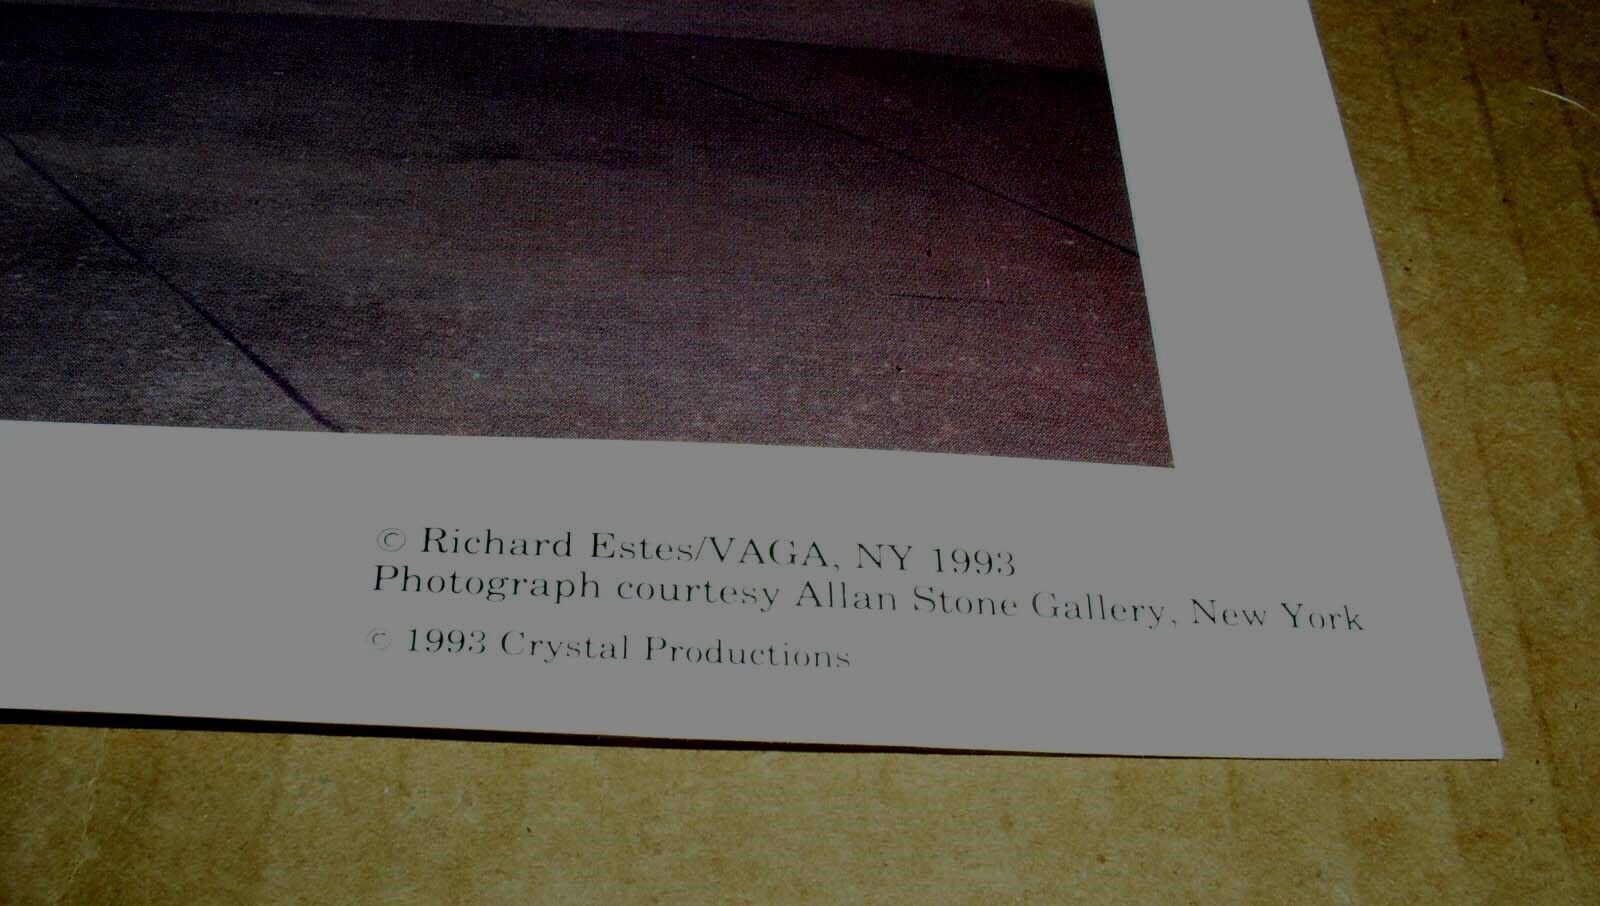 © Richard Estes/VAGA, NY 1993
Photograph courtesy Allan Stone Gallery, New York
© 1993 Crystal Productions